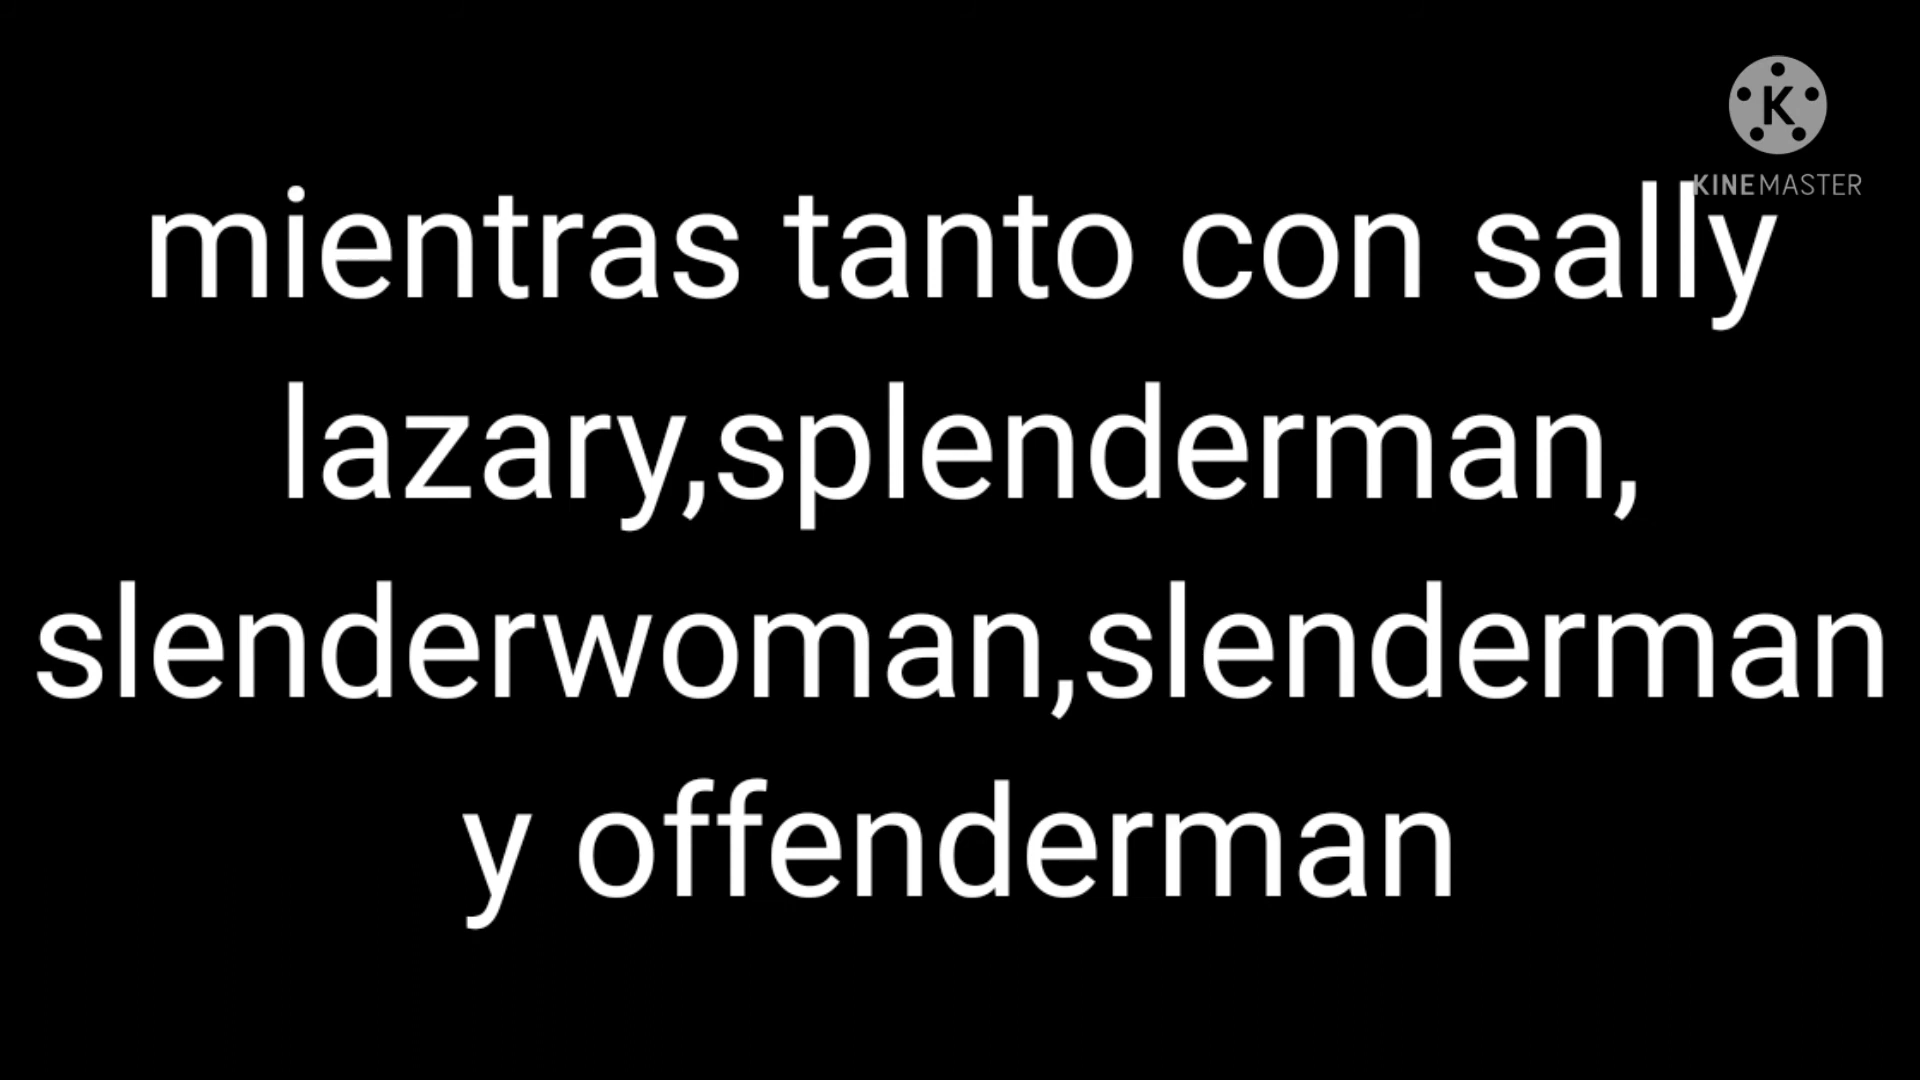 KINEMASTER
mientras tanto con sally
lazary,splenderman,
slenderwoman,slenderman
y offenderman